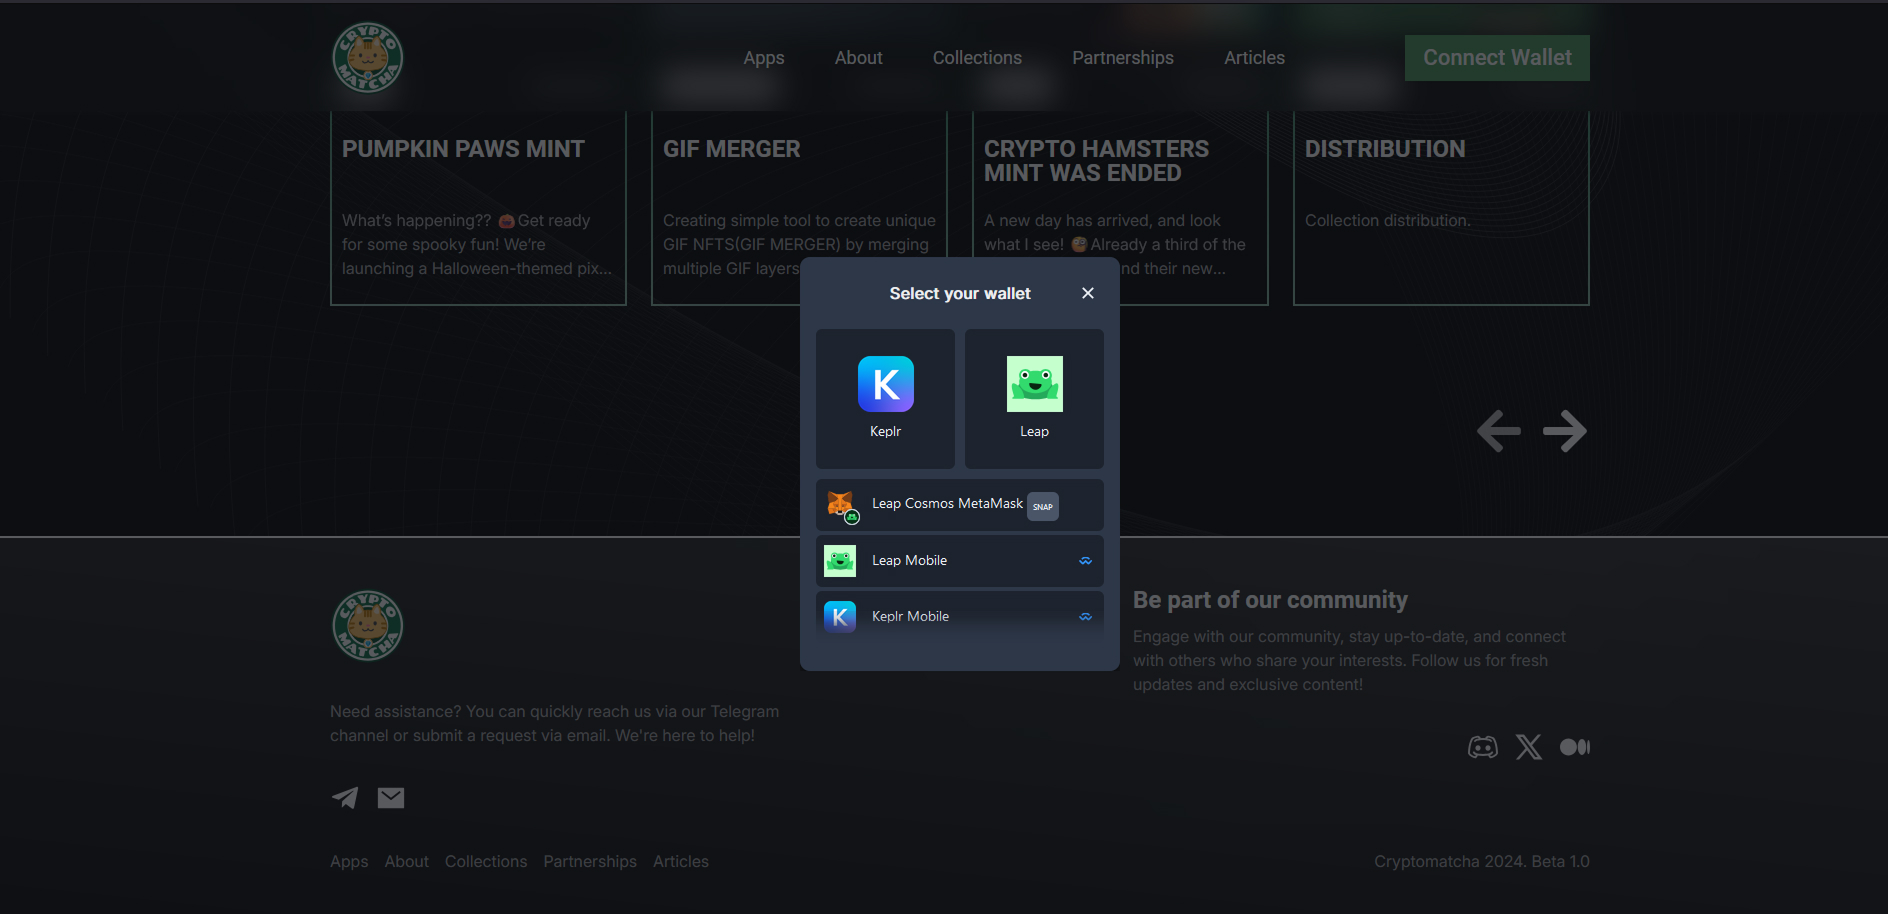 CRYPTO MATCHA
Apps About Collections Partnerships Articles Connect Wallet
PUMPKIN PAWS MINT
What's happening?? 🎃Get ready
for some spooky fun! We're
launching a Halloween-themed pix...
GIF MERGER
Creating simple tool to create unique
GIF NFTS(GIF MERGER) by merging
multiple GIF layers
CRYPTO HAMSTERS
MINT WAS ENDED
A new day has arrived, and look
what I see! Already a third of the
nd their new...
DISTRIBUTION
Collection distribution.
Select your wallet
K
Keplr
Leap
Leap Cosmos MetaMask SNAP
Leap Mobile
K Keplr Mobile
CRYPTO MATCHA
Need assistance? You can quickly reach us via our Telegram
channel or submit a request via email. We're here to help!
Be part of our community
Engage with our community, stay up-to-date, and connect
with others who share your interests. Follow us for fresh
updates and exclusive content!
Apps About Collections Partnerships Articles
Cryptomatcha 2024. Beta 1.0